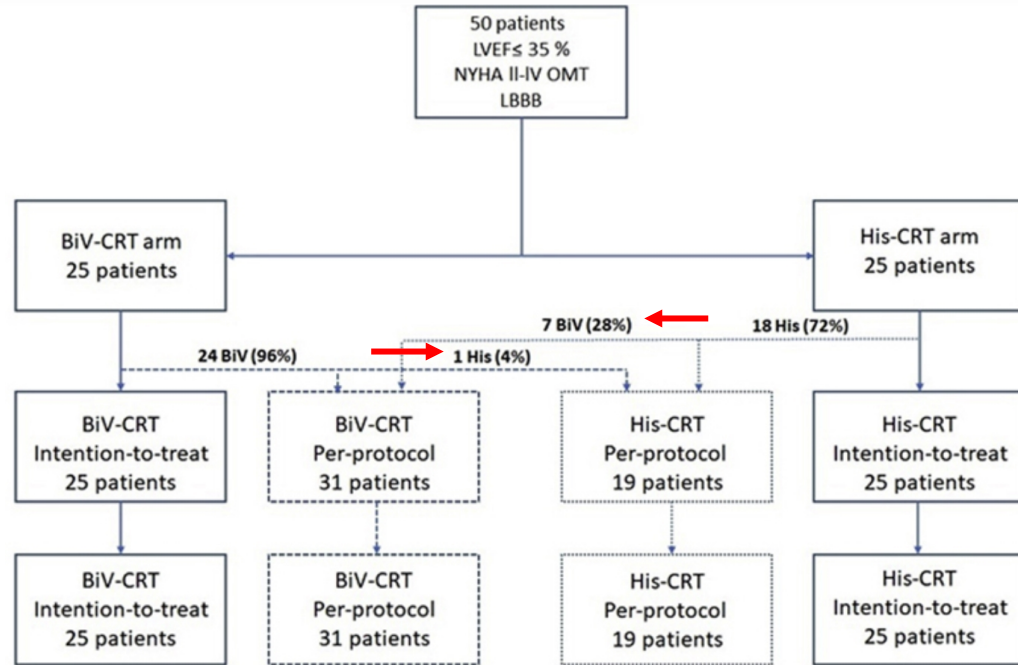 50 patients
LVEF≤ 35 %
NYHA II-IV OMT
LBBB
BiV-CRT arm
25 patients
His-CRT arm
25 patients
7 BiV (28%)
18 His (72%)
24 BiV (96%)
1 His (4%)
BiV-CRT
Intention-to-treat
25 patients
BiV-CRT
Per-protocol
31 patients
His-CRT
Per-protocol
19 patients
His-CRT
Intention-to-treat
25 patients
BiV-CRT
Intention-to-treat
25 patients
BiV-CRT
Per-protocol
31 patients
His-CRT
Per-protocol
19 patients
His-CRT
Intention-to-treat
25 patients